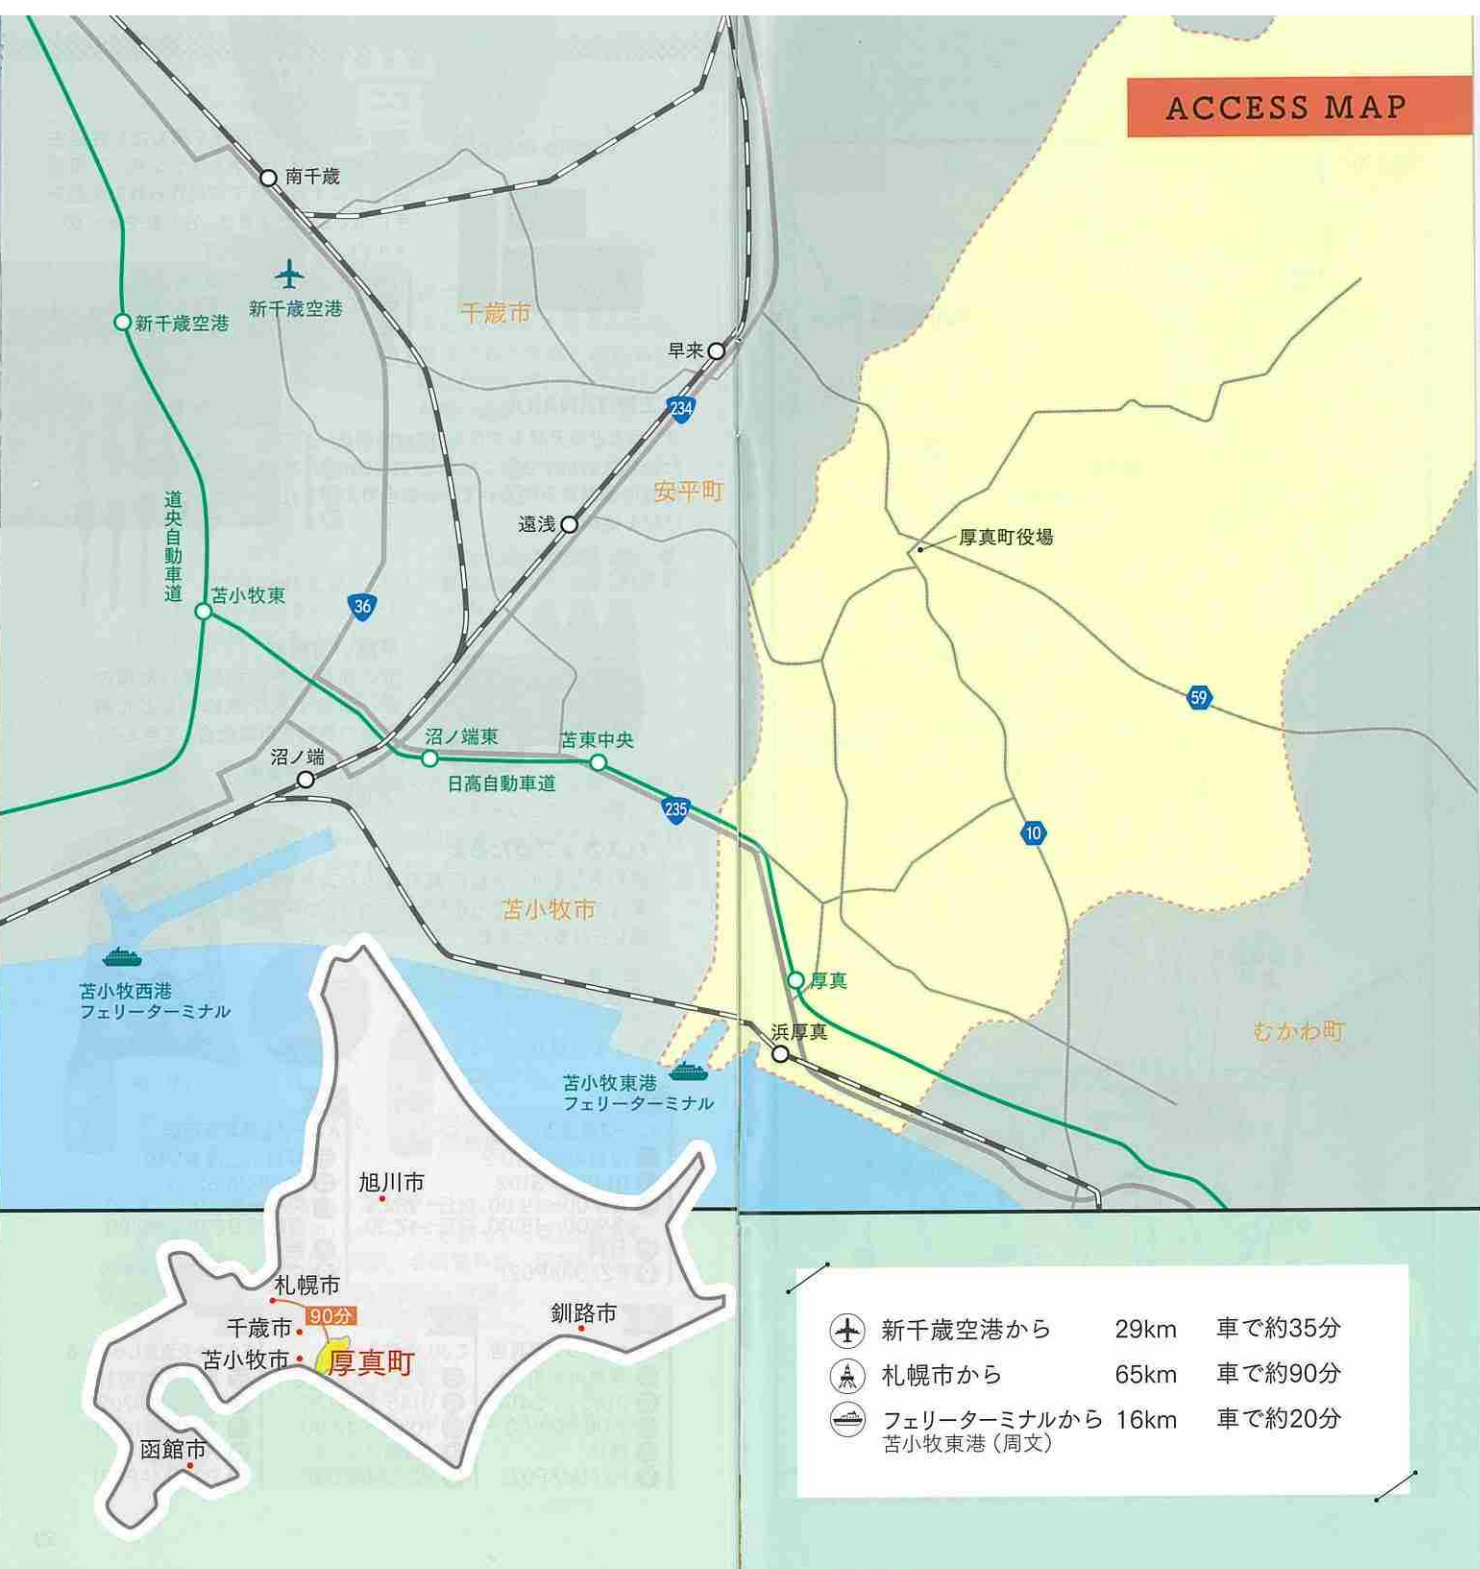 ACCESS MAP
南千歳
新千歳空港
新千歳空港
千歳市
早来
234
安平町
道央自動車道
遠浅
厚真町役場
苫小牧東
36
59
沼ノ端東
苫東中央
沼ノ端
日高自動車道
235
10
苫小牧市
厚真
苫小牧西港
フェリーターミナル
浜厚真
むかわ町
苫小牧東港
フェリーターミナル
旭川市
札幌市
90分
千歳市
釧路市
苫小牧市
厚真町
函館市
新千歳空港から 29km 車で約35分
札幌市から 65km 車で約90分
フェリーターミナルから 16km 車で約20分
苫小牧東港（周文）